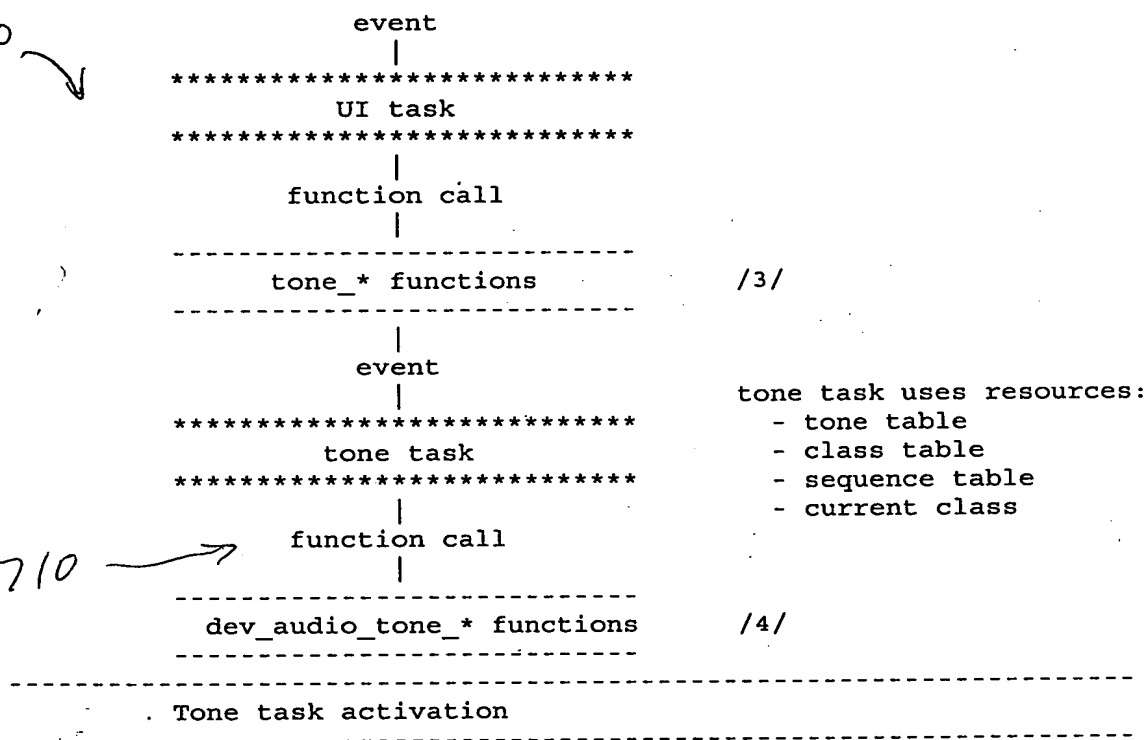 event
|
****************************
UI task
****************************
|
function call
|
----------------------------
tone_* functions /3/
----------------------------
|
event
|
tone task uses resources:
**************************** - tone table
tone task - class table
**************************** - sequence table
| - current class
710 function call
|
----------------------------
dev_audio_tone_* functions /4/
----------------------------
--------------------------------------------------------------------
. Tone task activation
--------------------------------------------------------------------